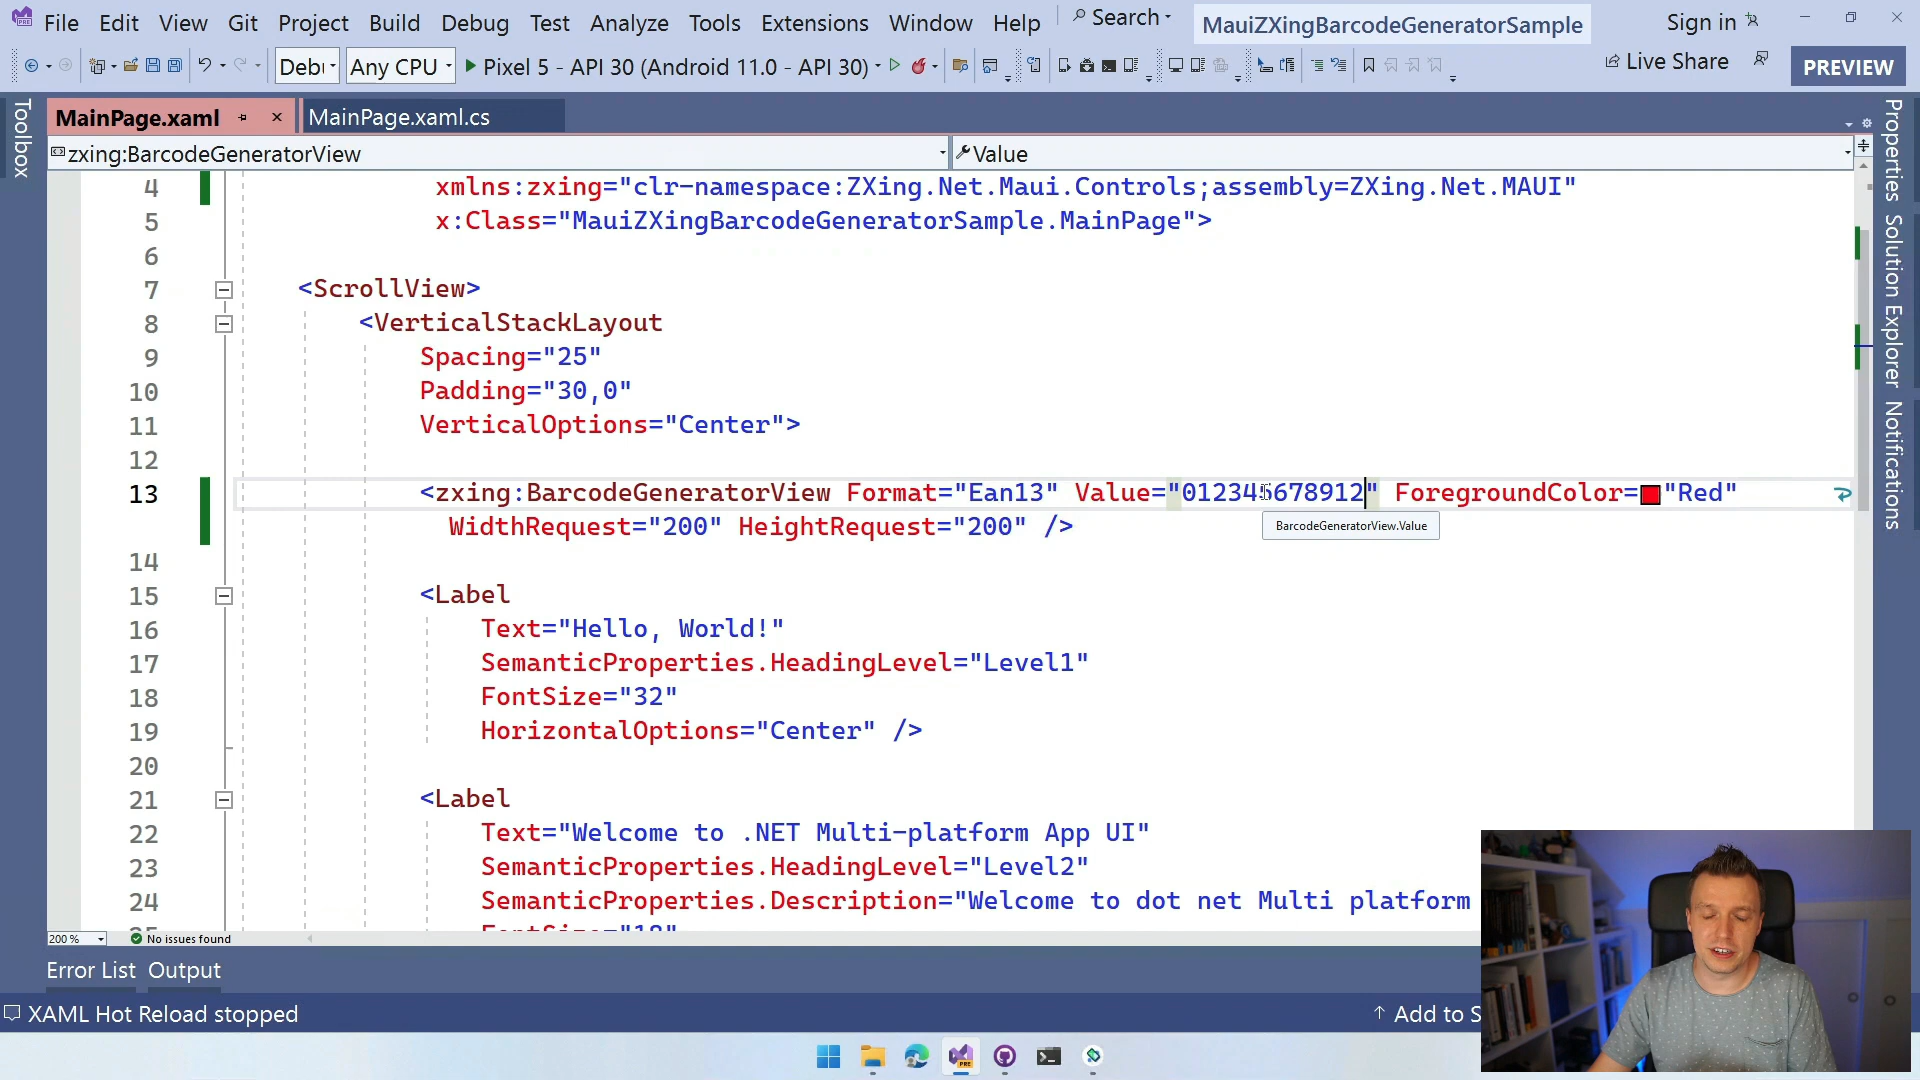 File Edit View Git Project Build Debug Test Analyze Tools Extensions Window Help Search MauiZXingBarcodeGeneratorSample Sign in
Any CPU Pixel 5 - API 30 (Android 11.0 - API 30) Live Share PREVIEW
Toolbox
MainPage.xaml MainPage.xaml.cs
zxing:BarcodeGeneratorView Value
4 xmlns:zxing="clr-namespace:ZXing.Net.Maui.Controls;assembly=ZXing.Net.MAUI"
5 x:Class="MauiZXingBarcodeGeneratorSample.MainPage">
6
7 <ScrollView>
8 <VerticalStackLayout
9 Spacing="25"
10 Padding="30,0"
11 VerticalOptions="Center">
12
13 <zxing:BarcodeGeneratorView Format="Ean13" Value="012345678912" ForegroundColor="Red"
WidthRequest="200" HeightRequest="200" />
BarcodeGeneratorView.Value
14
15 <Label
16 Text="Hello, World!"
17 SemanticProperties.HeadingLevel="Level1"
18 FontSize="32"
19 HorizontalOptions="Center" />
20
21 <Label
22 Text="Welcome to .NET Multi-platform App UI"
23 SemanticProperties.HeadingLevel="Level2"
24 SemanticProperties.Description="Welcome to dot net Multi platform
200 % No issues found
Error List Output
XAML Hot Reload stopped Add to S
Properties
Solution Explorer
Notifications
PRE